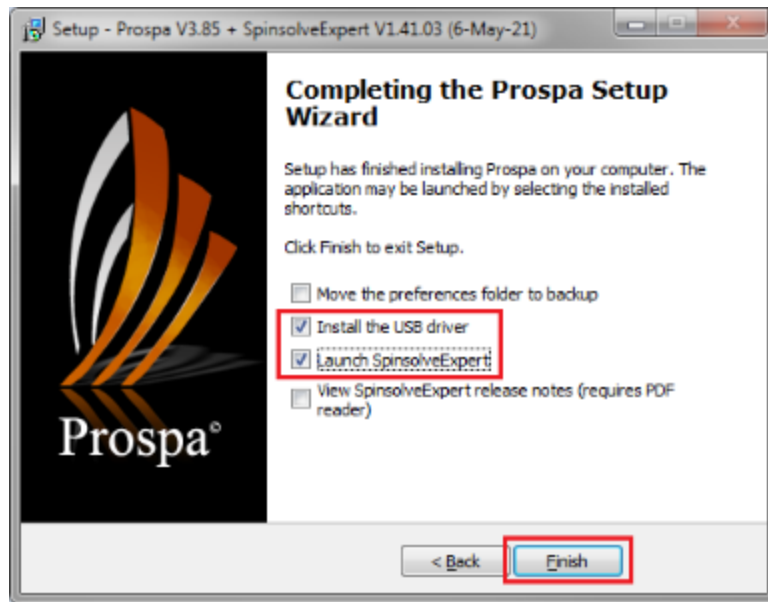 Setup - Prospa V3.85 + SpinsolveExpert V1.41.03 (6-May-21)
Completing the Prospa Setup
Wizard
Setup has finished installing Prospa on your computer. The
application may be launched by selecting the installed
shortcuts.
Click Finish to exit Setup.
Move the preferences folder to backup
Install the USB driver
Launch SpinsolveExpert
View SpinsolveExpert release notes (requires PDF
reader)
Prospa©
< Back
Finish